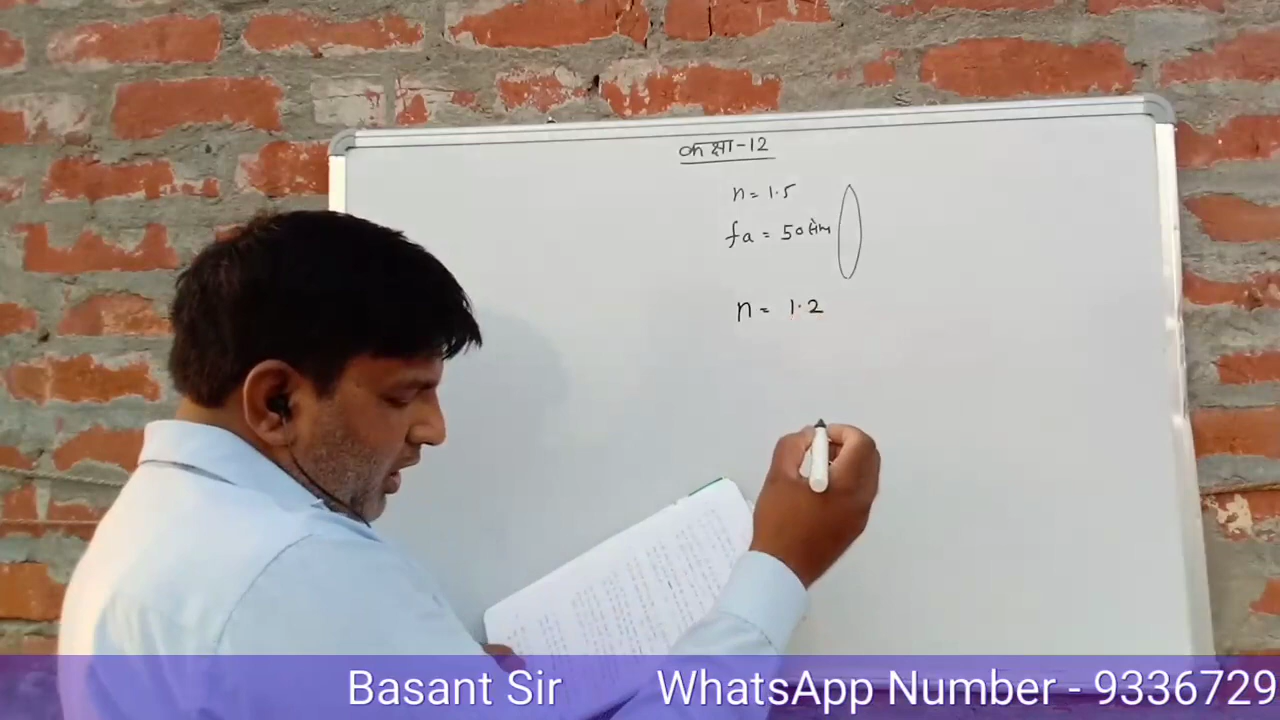 कक्षा-12
n = 1.5
fa = 50 सेमी
n = 1.2
Basant Sir WhatsApp Number - 9336729